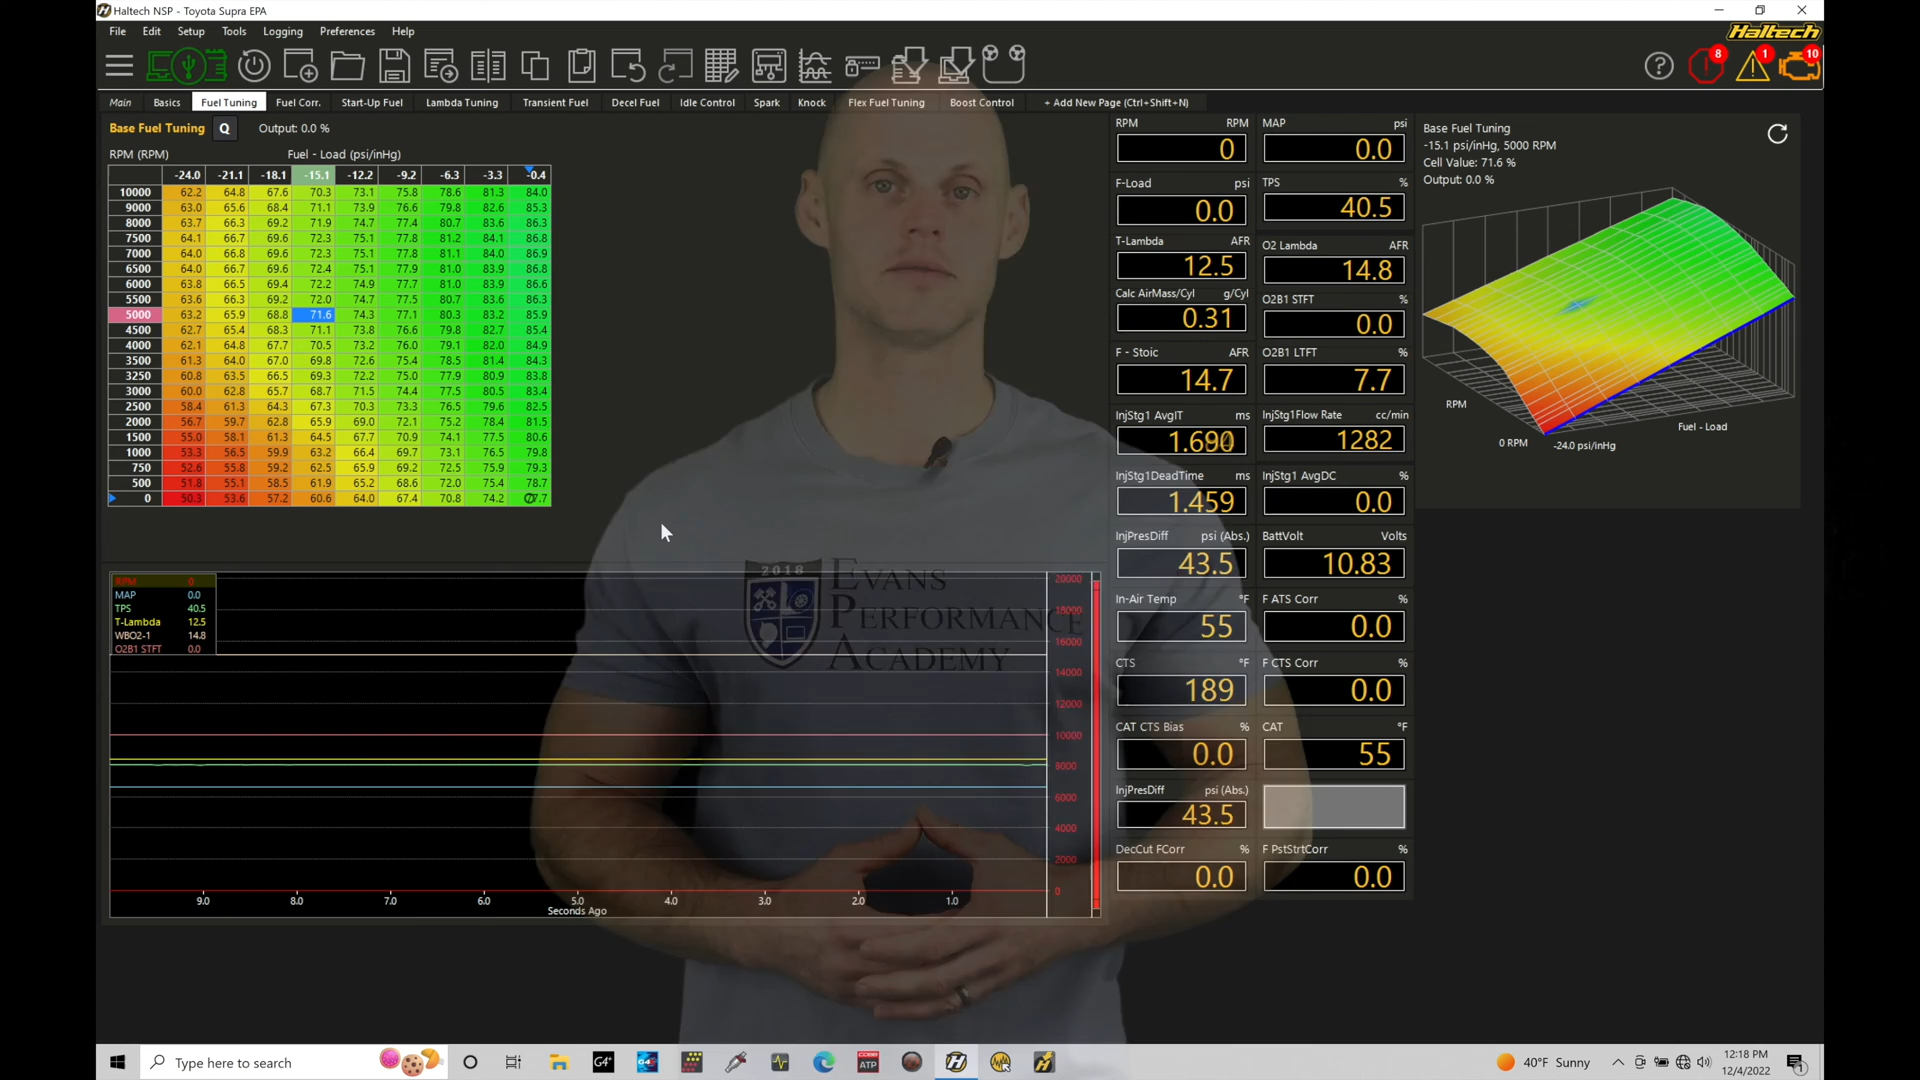 Haltech NSP - Toyota Supra EPA
File Edit Setup Tools Logging Preferences Help
Haltech
8 1 10
Main Basics Fuel Tuning Fuel Corr. Start-Up Fuel Lambda Tuning Transient Fuel Decel Fuel Idle Control Spark Knock Flex Fuel Tuning Boost Control + Add New Page (Ctrl+Shift+N)
Base Fuel Tuning Q Output: 0.0 %
RPM (RPM) Fuel - Load (psi/inHg)
-24.0 -21.1 -18.1 -15.1 -12.2 -9.2 -6.3 -3.3 -0.4
10000 62.2 64.8 67.6 70.3 73.1 75.8 78.6 81.3 84.0
9000 63.0 65.6 68.4 71.1 73.9 76.6 79.8 82.6 85.3
8000 63.7 66.3 69.2 71.9 74.7 77.4 80.7 83.6 86.3
7500 64.1 66.7 69.6 72.3 75.1 77.8 81.2 84.1 86.8
7000 64.0 66.8 69.6 72.3 75.1 77.8 81.1 84.0 86.9
6500 64.0 66.7 69.6 72.4 75.1 77.9 81.0 83.9 86.8
6000 63.8 66.5 69.4 72.2 74.9 77.7 81.0 83.9 86.6
5500 63.6 66.3 69.2 72.0 74.7 77.5 80.7 83.6 86.3
5000 63.2 65.9 68.8 71.6 74.3 77.1 80.3 83.2 85.9
4500 62.7 65.4 68.3 71.1 73.8 76.6 79.8 82.7 85.4
4000 62.1 64.8 67.7 70.5 73.2 76.0 79.1 82.0 84.9
3500 61.3 64.0 67.0 69.8 72.6 75.4 78.5 81.4 84.3
3250 60.8 63.5 66.5 69.3 72.2 75.0 77.9 80.9 83.8
3000 60.0 62.8 65.7 68.7 71.5 74.4 77.5 80.5 83.4
2500 58.4 61.3 64.3 67.3 70.3 73.3 76.5 79.6 82.5
2000 56.7 59.7 62.8 65.9 69.0 72.1 75.2 78.4 81.5
1500 55.0 58.1 61.3 64.5 67.7 70.9 74.1 77.5 80.6
1000 53.3 56.5 59.9 63.2 66.4 69.7 73.1 76.5 79.8
750 52.6 55.8 59.2 62.5 65.9 69.2 72.5 75.9 79.3
500 51.8 55.1 58.5 61.9 65.2 68.6 72.0 75.4 78.7
0 50.3 53.6 57.2 60.6 64.0 67.4 70.8 74.2 77.7
RPM RPM MAP psi
0 0.0
F-Load psi TPS %
0.0 40.5
T-Lambda AFR O2 Lambda AFR
12.5 14.8
Calc AirMass/Cyl g/Cyl O2B1 STFT %
0.31 0.0
F - Stoic AFR O2B1 LTFT %
14.7 7.7
InjStg1 AvgIT ms InjStg1Flow Rate cc/min
1282
InjStg1DeadTime ms InjStg1 AvgDC %
1.459 0.0
InjPresDiff psi (Abs.) BattVolt Volts
43.5 10.83
In-Air Temp °F F ATS Corr %
55 0.0
CTS °F F CTS Corr %
189 0.0
CAT CTS Bias % CAT °F
0.0 55
InjPresDiff psi (Abs.)
43.5
DecCut FCorr % F PstStrtCorr %
0.0 0.0
Base Fuel Tuning
-15.1 psi/inHg, 5000 RPM
Cell Value: 71.6 %
Output: 0.0 %
RPM
Fuel - Load
0 RPM -24.0 psi/inHg
RPM 0
MAP 0.0
TPS 40.5
T-Lambda 12.5
WBO2-1 14.8
O2B1 STFT 0.0
20000
18000
16000
14000
12000
10000
8000
6000
4000
2000
0
9.0 8.0 7.0 6.0 5.0 4.0 3.0 2.0 1.0
Seconds Ago
2018
EVANS
PERFORMANCE
ACADEMY
Type here to search
G4+
COBB
ATP
40°F Sunny
12:18 PM
12/4/2022
1